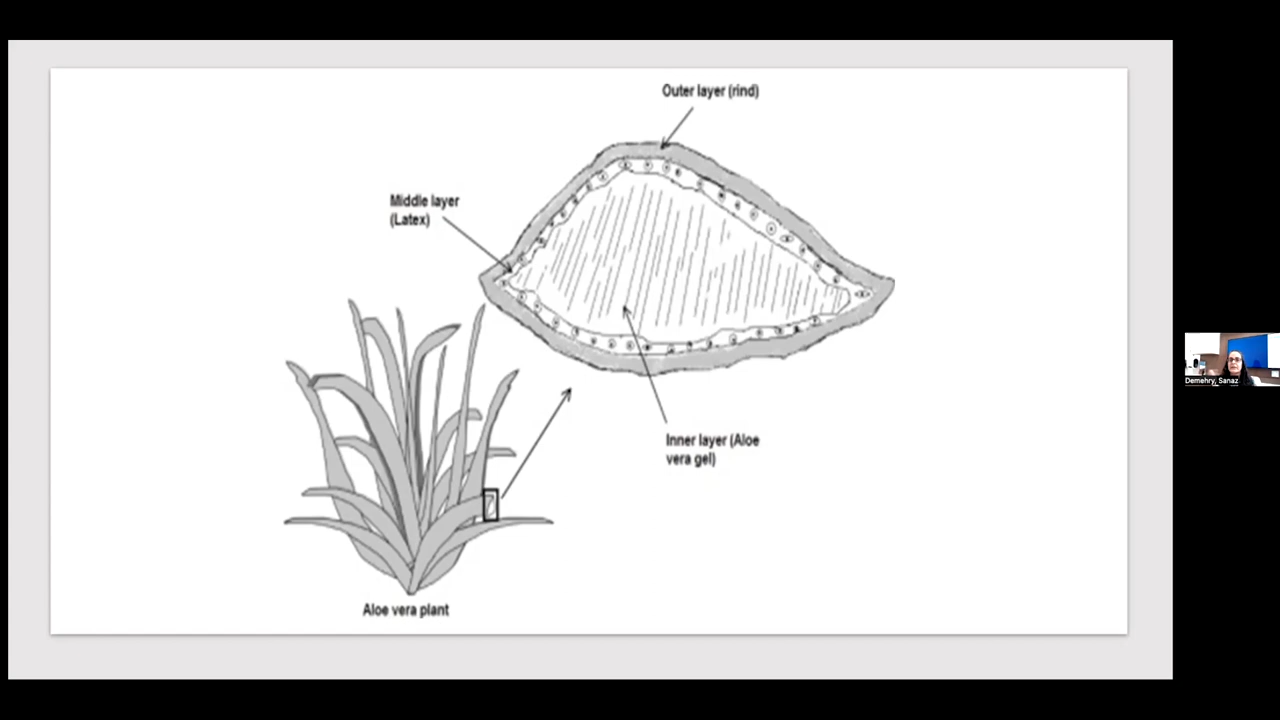 Outer layer (rind)
Middle layer
(Latex)
Inner layer (Aloe
vera gel)
Aloe vera plant
Demehry, Sanaz